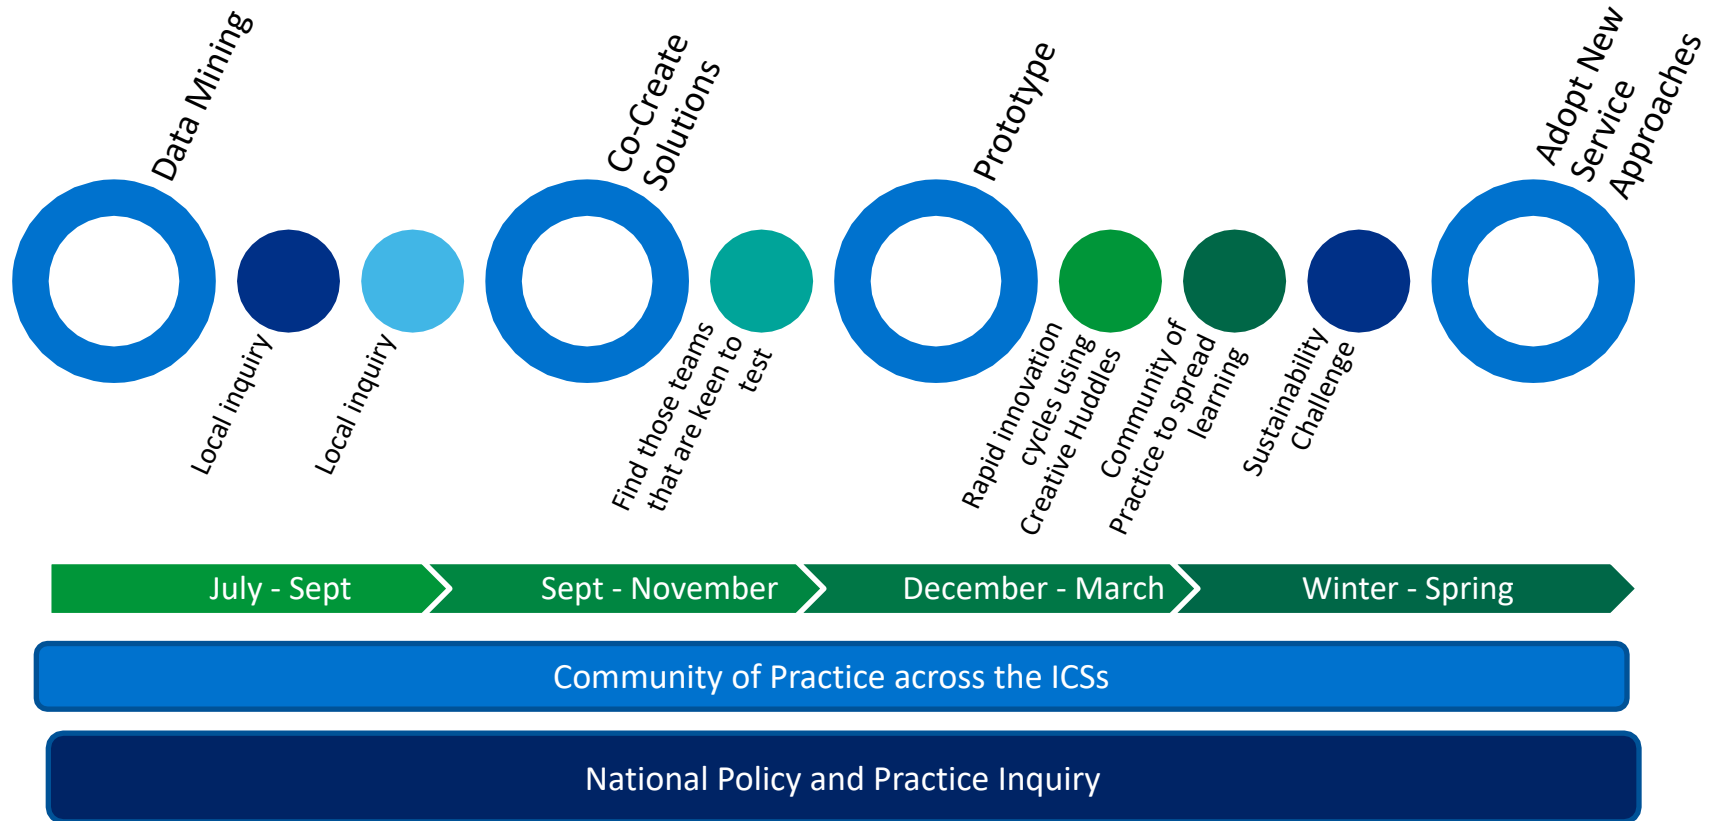 Data Mining
Local inquiry
Local inquiry
Co-Create
Solutions
Find those teams
that are keen to
test
Prototype
Rapid innovation
cycles using
Creative Huddles
Community of
Practice to spread
learning
Sustainability
Challenge
Adopt New
Service
Approaches
July - Sept
Sept - November
December - March
Winter - Spring
Community of Practice across the ICSs
National Policy and Practice Inquiry